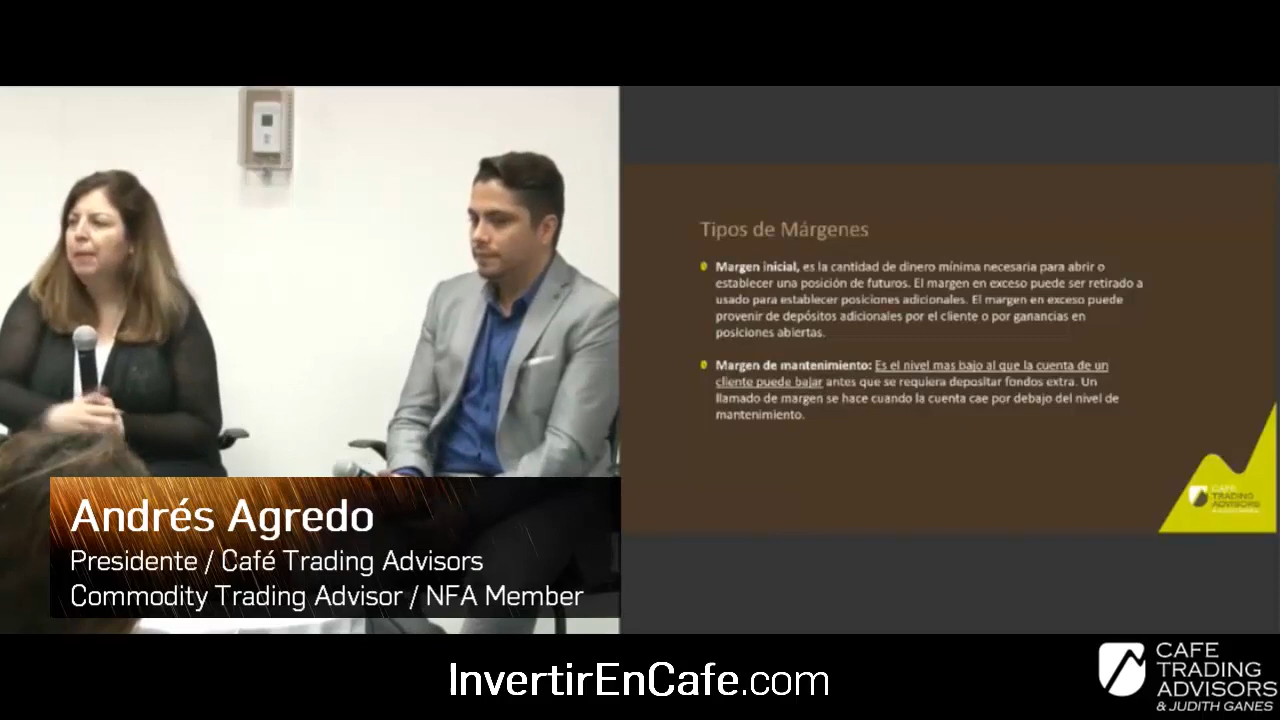 Tipos de Márgenes
Margen inicial, es la cantidad de dinero mínima necesaria para abrir o
establecer una posición de futuros. El margen en exceso puede ser retirado a
usado para establecer posiciones adicionales. El margen en exceso puede
provenir de depósitos adicionales por el cliente o por ganancias en
posiciones abiertas.
Margen de mantenimiento: Es el nivel mas bajo al que la cuenta de un
cliente puede bajar antes que se requiera depositar fondos extra. Un
llamado de margen se hace cuando la cuenta cae por debajo del nivel de
mantenimiento.
CAFE
TRADING
ADVISORS
& JUDITH GANES
Andrés Agredo
Presidente / Café Trading Advisors
Commodity Trading Advisor / NFA Member
InvertirEnCafe.com
CAFE
TRADING
ADVISORS
& JUDITH GANES